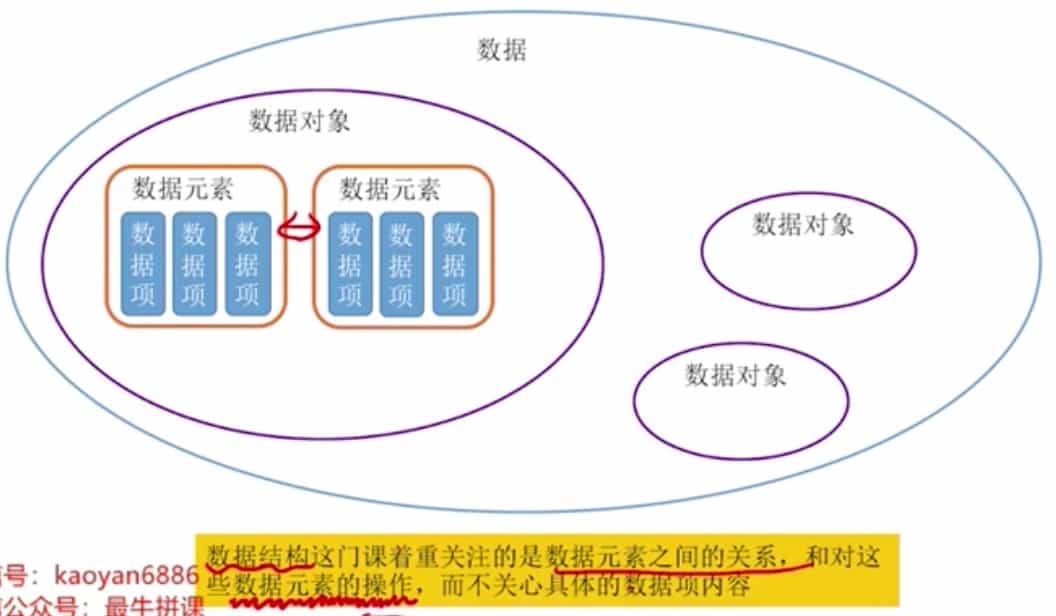 数据
数据对象
数据元素
数据元素
数据项
数据项
数据项
数据项
数据项
数据项
数据对象
数据对象
数据结构这门课着重关注的是数据元素之间的关系，和对这
些数据元素的操作，而不关心具体的数据项内容
号：kaoyan6886
公众号：最牛拼课